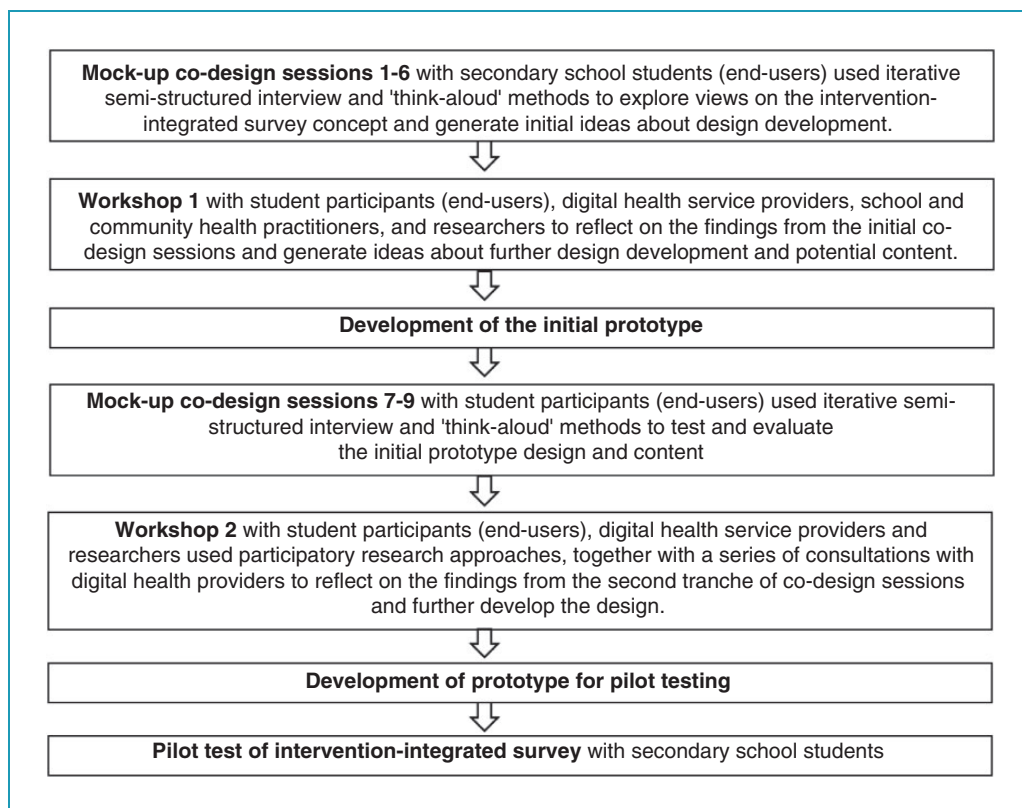 Mock-up co-design sessions 1-6 with secondary school students (end-users) used iterative
semi-structured interview and 'think-aloud' methods to explore views on the intervention-
integrated survey concept and generate initial ideas about design development.
Workshop 1 with student participants (end-users), digital health service providers, school and
community health practitioners, and researchers to reflect on the findings from the initial co-
design sessions and generate ideas about further design development and potential content.
Development of the initial prototype
Mock-up co-design sessions 7-9 with student participants (end-users) used iterative semi-
structured interview and 'think-aloud' methods to test and evaluate
the initial prototype design and content
Workshop 2 with student participants (end-users), digital health service providers and
researchers used participatory research approaches, together with a series of consultations with
digital health providers to reflect on the findings from the second tranche of co-design sessions
and further develop the design.
Development of prototype for pilot testing
Pilot test of intervention-integrated survey with secondary school students